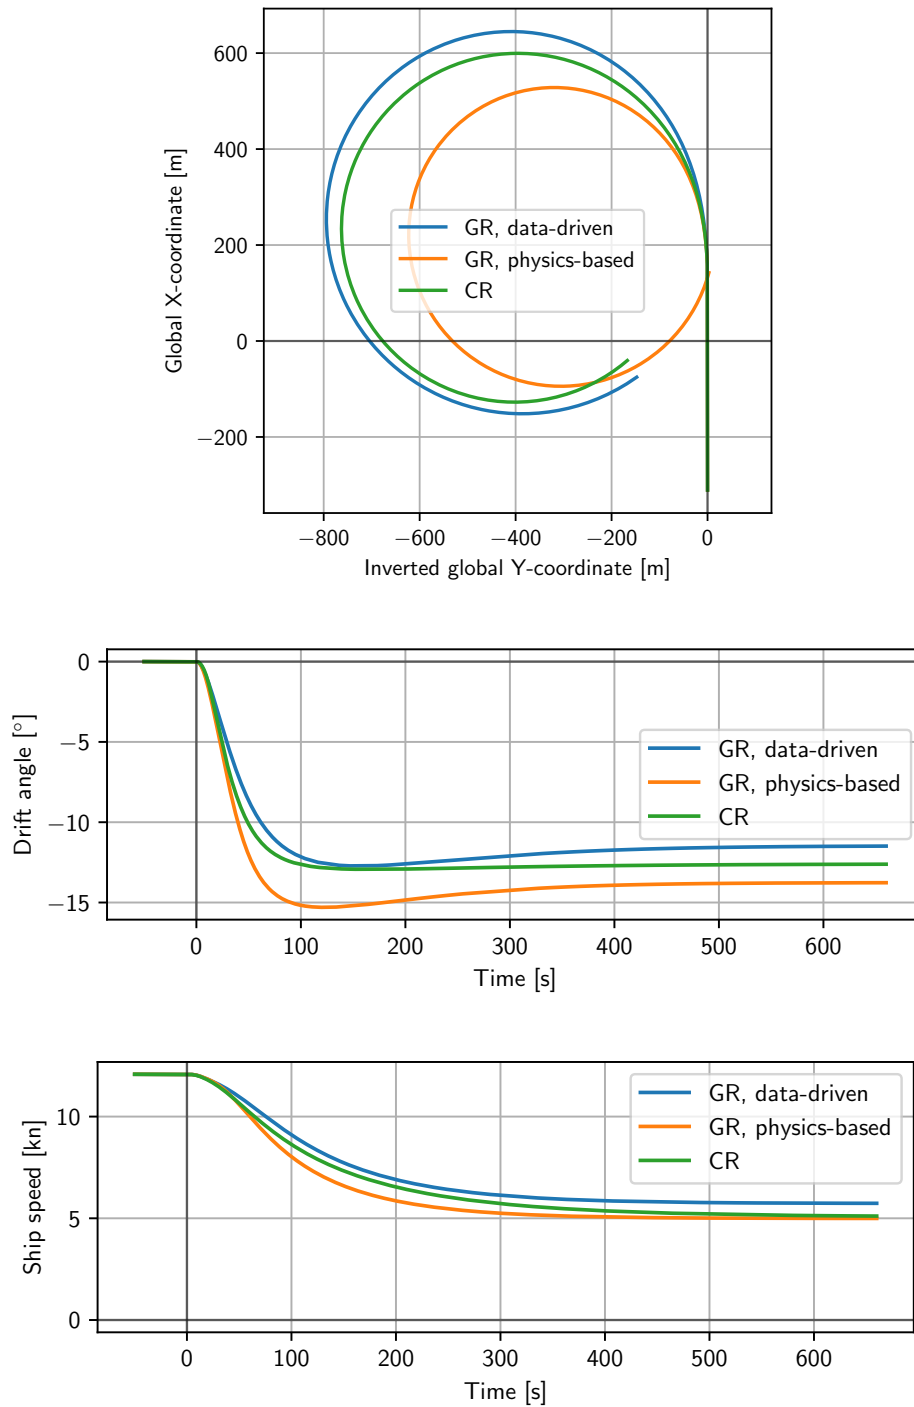 600
400
200
0
−200
Global X-coordinate [m]
GR, data-driven
GR, physics-based
CR
−800 −600 −400 −200 0
Inverted global Y-coordinate [m]
0
−5
−10
−15
Drift angle [°]
GR, data-driven
GR, physics-based
CR
0 100 200 300 400 500 600
Time [s]
10
5
0
Ship speed [kn]
GR, data-driven
GR, physics-based
CR
0 100 200 300 400 500 600
Time [s]